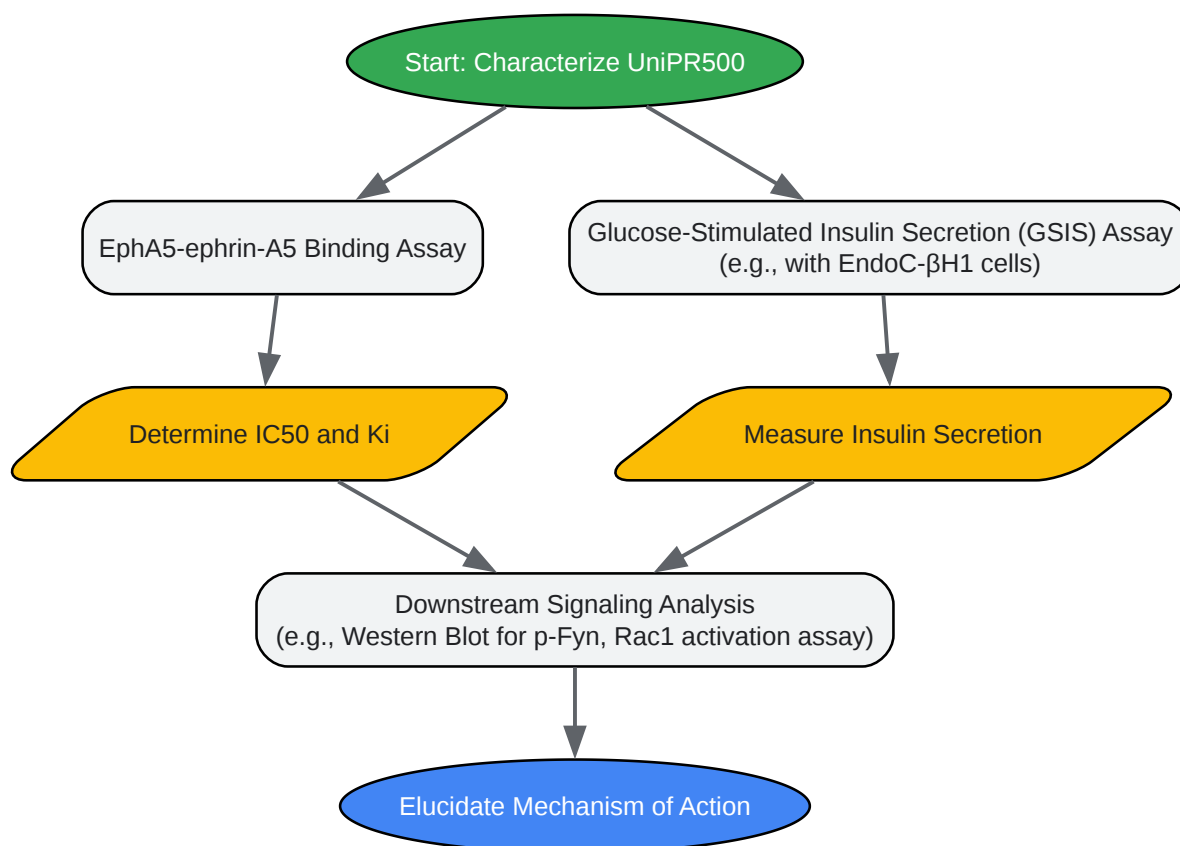 Start: Characterize UniPR500
EphA5-ephrin-A5 Binding Assay
Glucose-Stimulated Insulin Secretion (GSIS) Assay
(e.g., with EndoC-βH1 cells)
Determine IC50 and Ki
Measure Insulin Secretion
Downstream Signaling Analysis
(e.g., Western Blot for p-Fyn, Rac1 activation assay)
Elucidate Mechanism of Action